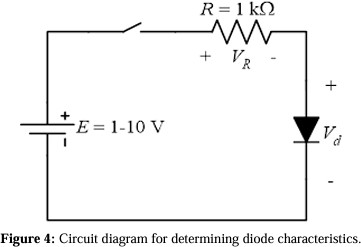 R = 1 kΩ
+ V_R -
+
E = 1-10 V
V_d
-
Figure 4: Circuit diagram for determining diode characteristics.